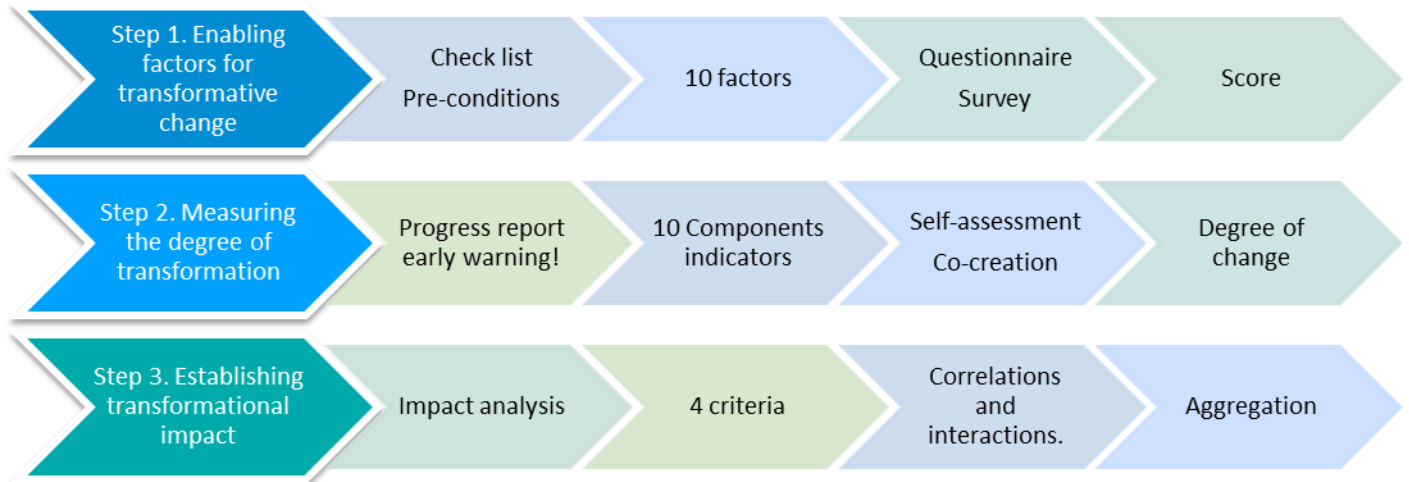 Step 1. Enabling
factors for
transformative
change
Check list
Pre-conditions
10 factors
Questionnaire
Survey
Score
Step 2. Measuring
the degree of
transformation
Progress report
early warning!
10 Components
indicators
Self-assessment
Co-creation
Degree of
change
Step 3. Establishing
transformational
impact
Impact analysis
4 criteria
Correlations
and
interactions.
Aggregation